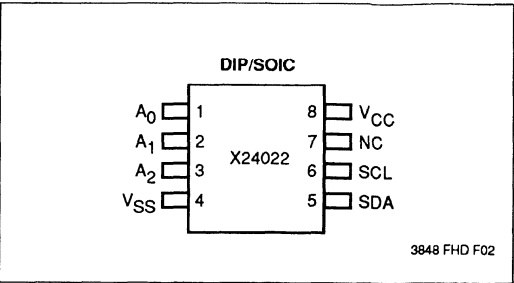 DIP/SOIC
A0 1 8 VCC
A1 2 7 NC
X24022
A2 3 6 SCL
VSS 4 5 SDA
3848 FHD F02